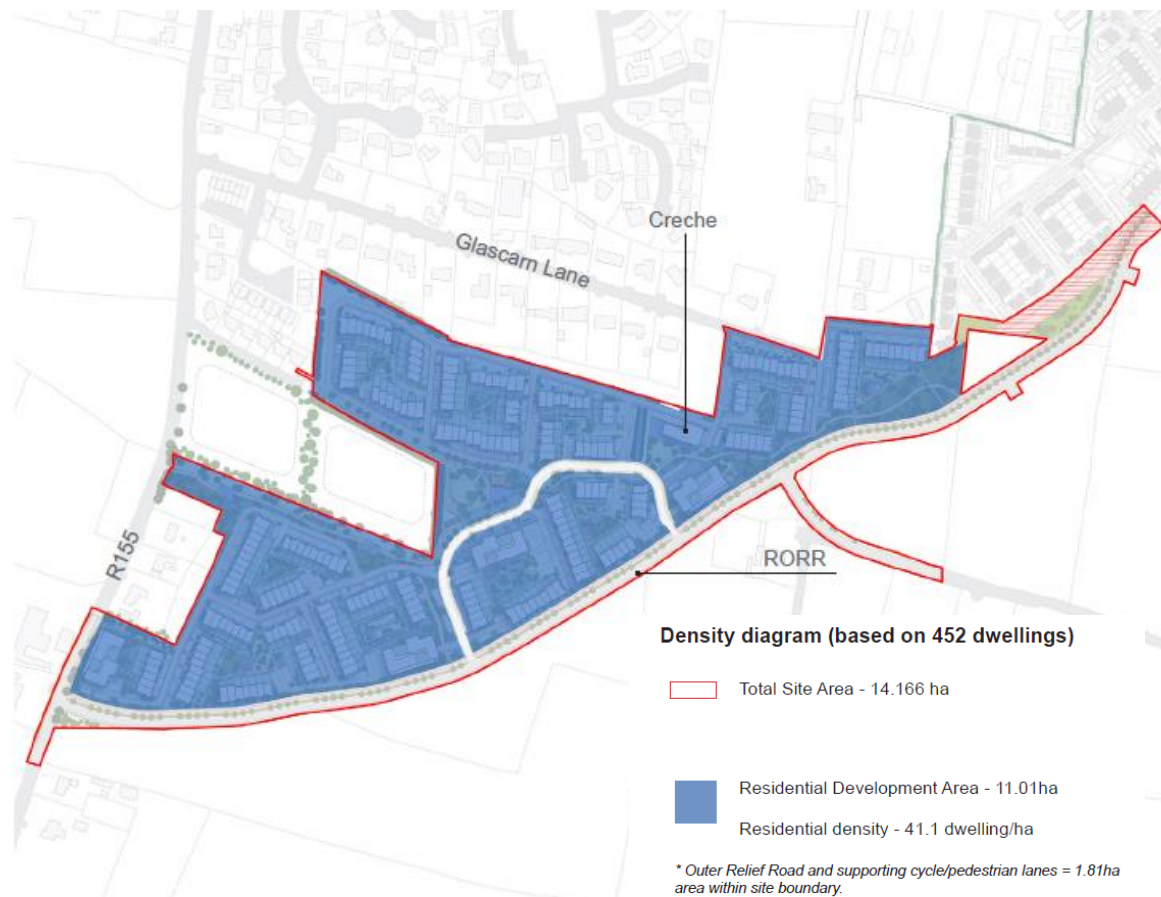 Creche
Glascarn Lane
R155
RORR
Density diagram (based on 452 dwellings)
Total Site Area - 14.166 ha
Residential Development Area - 11.01ha
Residential density - 41.1 dwelling/ha
* Outer Relief Road and supporting cycle/pedestrian lanes = 1.81ha
area within site boundary.